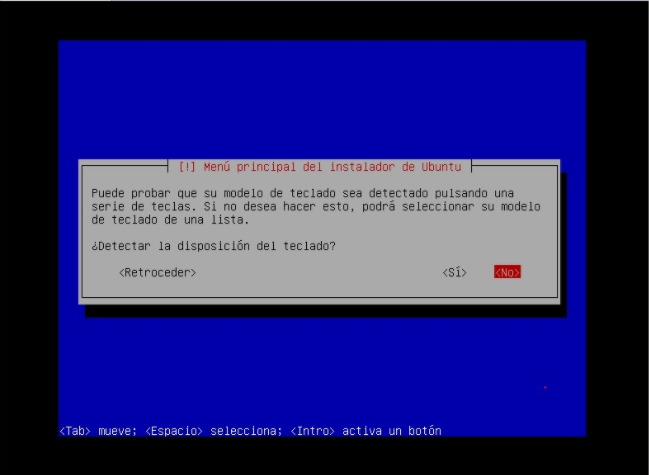 [!] Menú principal del instalador de Ubuntu
Puede probar que su modelo de teclado sea detectado pulsando una
serie de teclas. Si no desea hacer esto, podrá seleccionar su modelo
de teclado de una lista.
¿Detectar la disposición del teclado?
<Retroceder> <Sí> <No>
<Tab> mueve; <Espacio> selecciona; <Intro> activa un botón